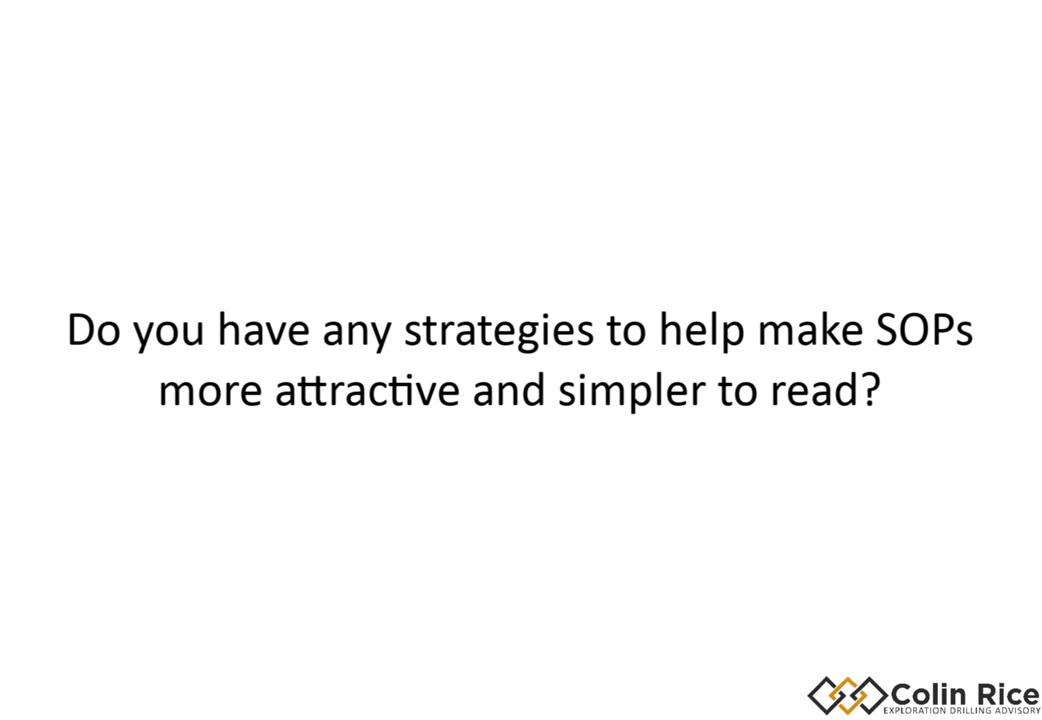 Do you have any strategies to help make SOPs
more attractive and simpler to read?
Colin Rice
EXPLORATION DRILLING ADVISORY